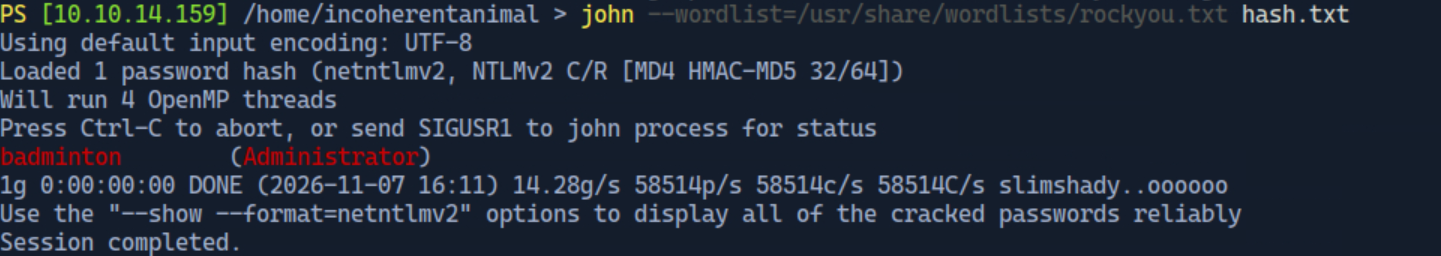 PS [10.10.14.159] /home/incoherentanimal > john --wordlist=/usr/share/wordlists/rockyou.txt hash.txt
Using default input encoding: UTF-8
Loaded 1 password hash (netntlmv2, NTLMv2 C/R [MD4 HMAC-MD5 32/64])
Will run 4 OpenMP threads
Press Ctrl-C to abort, or send SIGUSR1 to john process for status
badminton        (Administrator)
1g 0:00:00:00 DONE (2026-11-07 16:11) 14.28g/s 58514p/s 58514c/s 58514C/s slimshady..oooooo
Use the "--show --format=netntlmv2" options to display all of the cracked passwords reliably
Session completed.